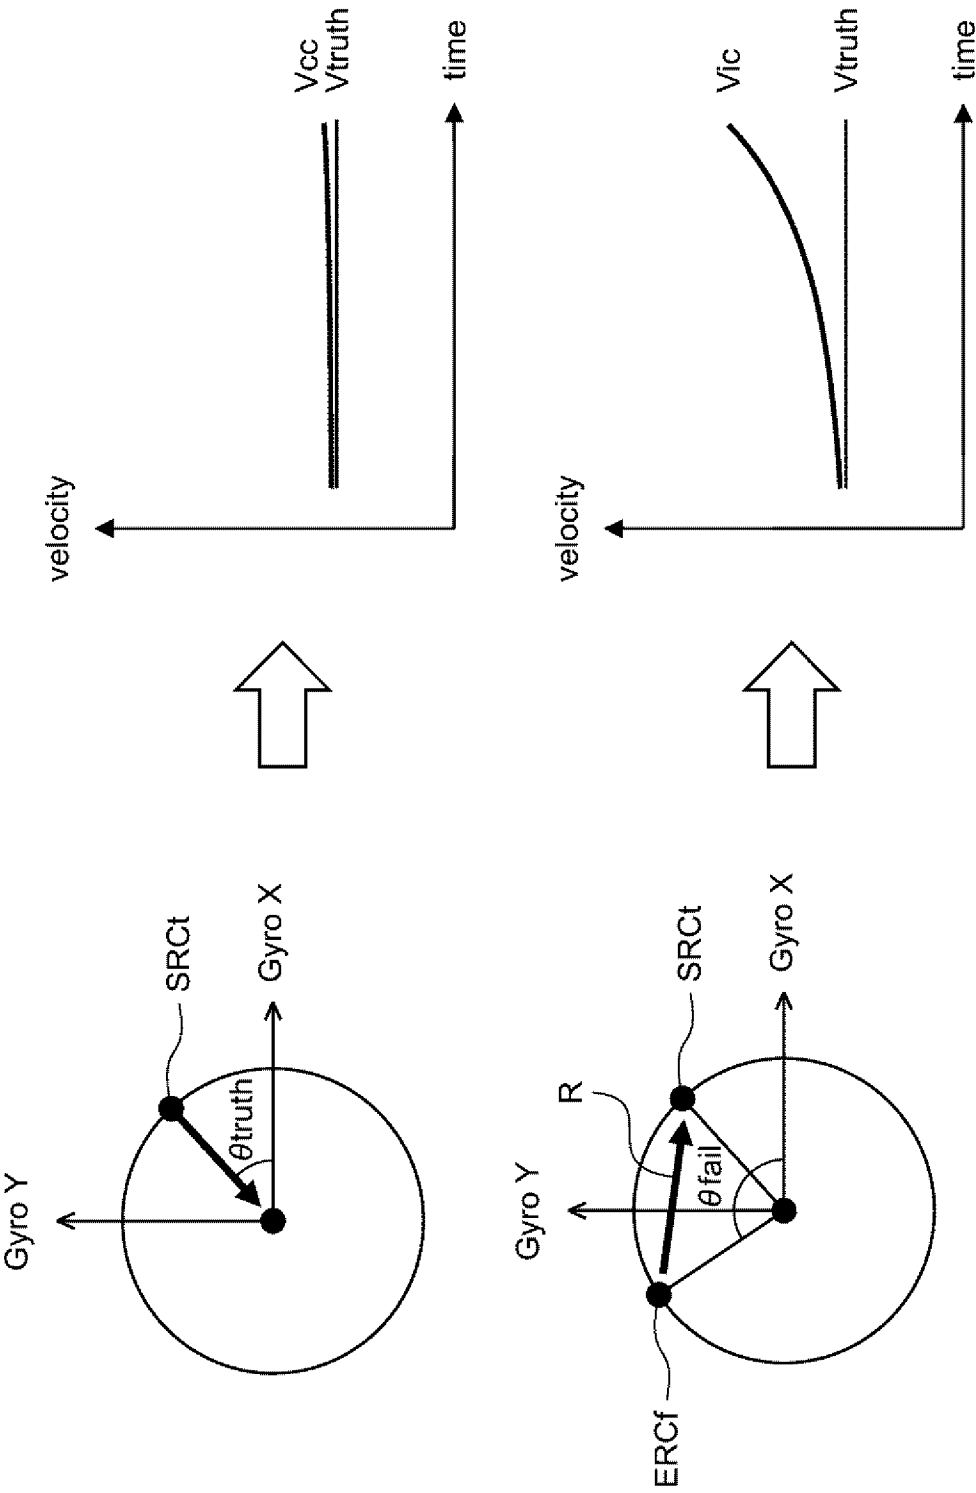 Gyro Y
SRCt
θtruth
Gyro X
velocity
Vcc
Vtruth
time
Gyro Y
R
SRCt
θfail
ERCf
Gyro X
velocity
Vic
Vtruth
time